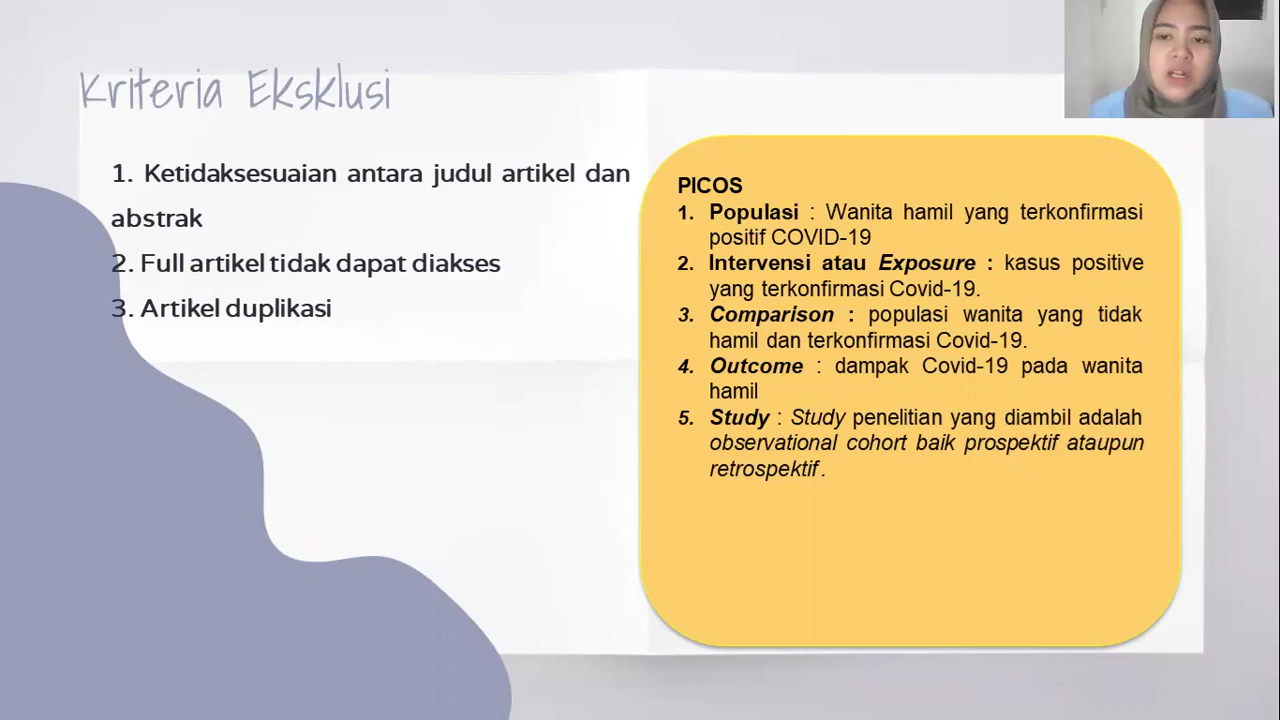 Kriteria Eksklusi
1. Ketidaksesuaian antara judul artikel dan
abstrak
2. Full artikel tidak dapat diakses
3. Artikel duplikasi
PICOS
1. Populasi : Wanita hamil yang terkonfirmasi
positif COVID-19
2. Intervensi atau Exposure : kasus positive
yang terkonfirmasi Covid-19.
3. Comparison : populasi wanita yang tidak
hamil dan terkonfirmasi Covid-19.
4. Outcome : dampak Covid-19 pada wanita
hamil
5. Study : Study penelitian yang diambil adalah
observational cohort baik prospektif ataupun
retrospektif.